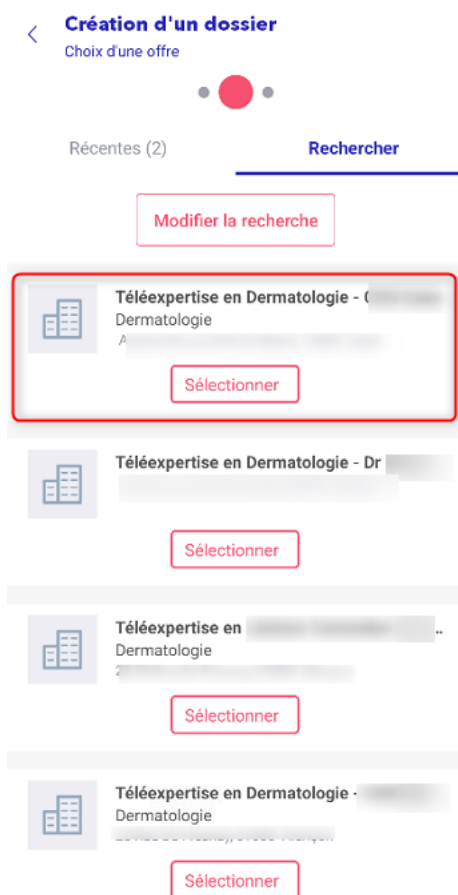 Création d'un dossier
Choix d'une offre
Récentes (2)
Rechercher
Modifier la recherche
Téléexpertise en Dermatologie -
Dermatologie
Sélectionner
Téléexpertise en Dermatologie - Dr
Sélectionner
Téléexpertise en ..
Dermatologie
Sélectionner
Téléexpertise en Dermatologie -
Dermatologie
Sélectionner